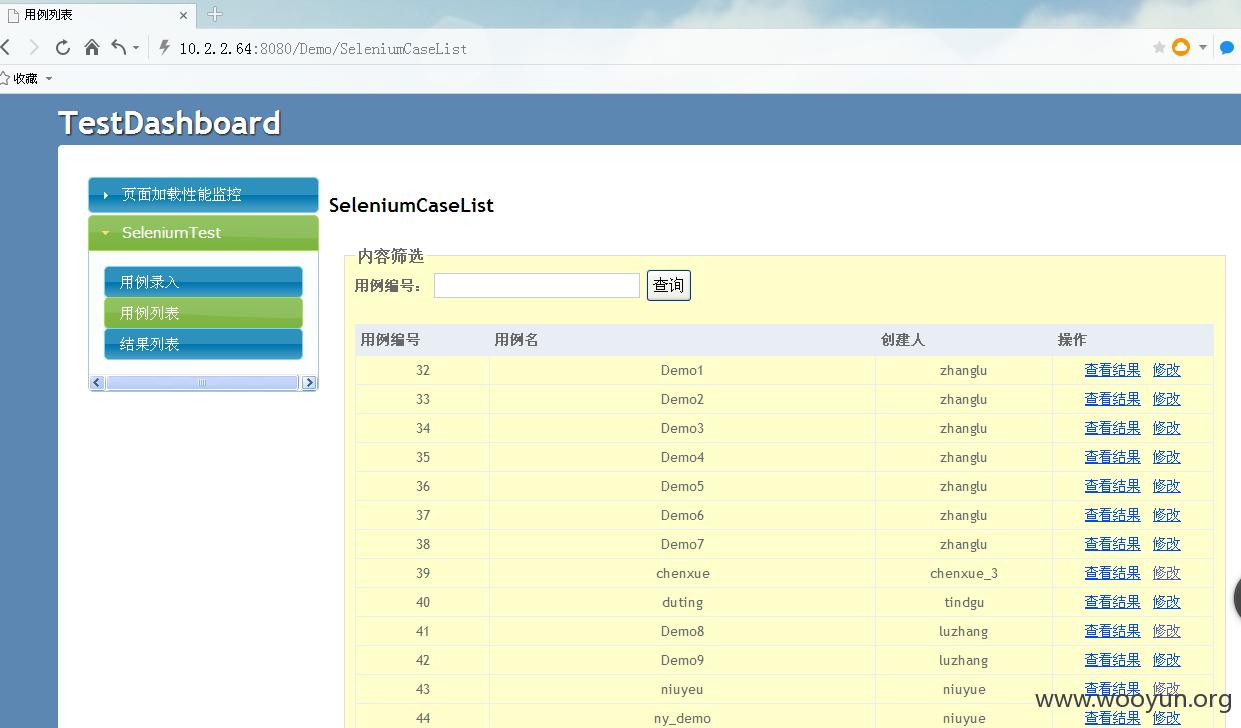 用例列表
10.2.2.64:8080/Demo/SeleniumCaseList
收藏
TestDashboard
页面加载性能监控
SeleniumTest
用例录入
用例列表
结果列表
SeleniumCaseList
内容筛选
用例编号： 查询
用例编号 用例名 创建人 操作
32 Demo1 zhanglu 查看结果 修改
33 Demo2 zhanglu 查看结果 修改
34 Demo3 zhanglu 查看结果 修改
35 Demo4 zhanglu 查看结果 修改
36 Demo5 zhanglu 查看结果 修改
37 Demo6 zhanglu 查看结果 修改
38 Demo7 zhanglu 查看结果 修改
39 chenxue chenxue_3 查看结果 修改
40 duting tindgu 查看结果 修改
41 Demo8 luzhang 查看结果 修改
42 Demo9 luzhang 查看结果 修改
43 niuyeu niuyue 查看结果 修改
44 ny_demo niuyue 查看结果 修改
www.wooyun.org